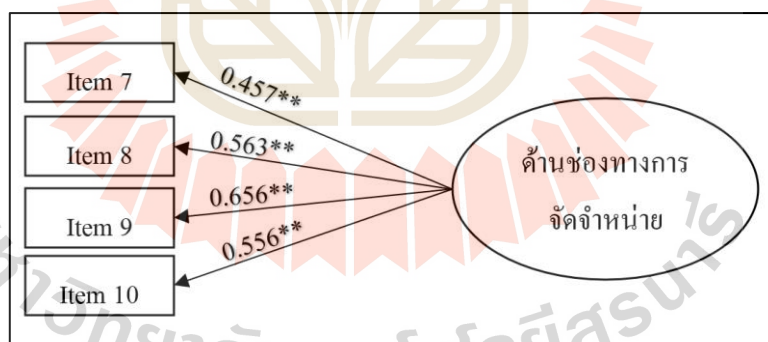 Item 7
0.457**
Item 8
0.563**
Item 9
0.656**
Item 10
0.556**
ด้านช่องทางการ
จัดจำหน่าย